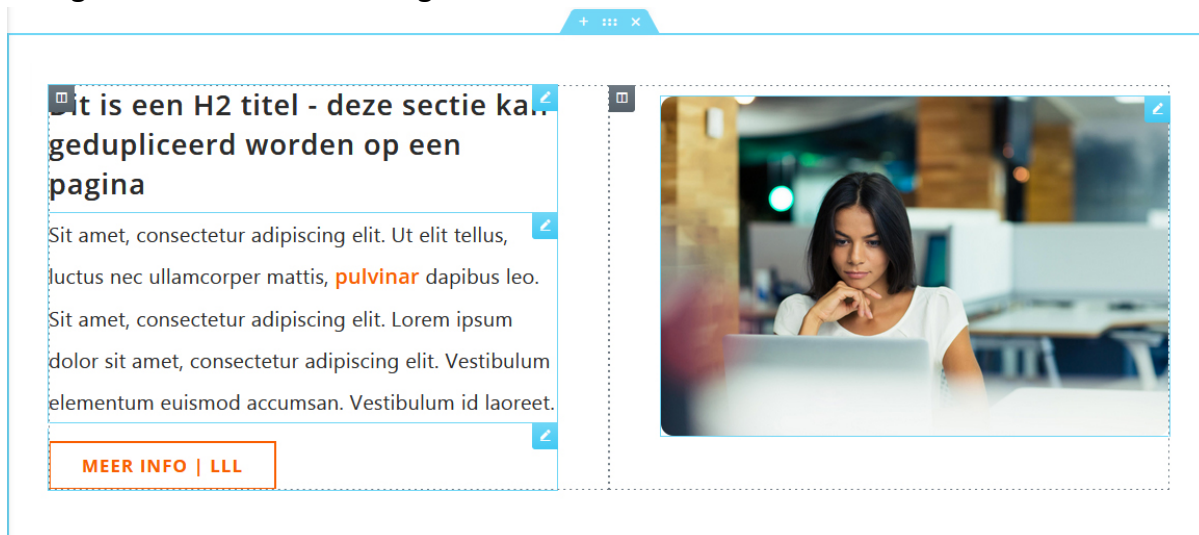 Dit is een H2 titel - deze sectie kan
gedupliceerd worden op een
pagina
Sit amet, consectetur adipiscing elit. Ut elit tellus,
luctus nec ullamcorper mattis, pulvinar dapibus leo.
Sit amet, consectetur adipiscing elit. Lorem ipsum
dolor sit amet, consectetur adipiscing elit. Vestibulum
elementum euismod accumsan. Vestibulum id laoreet.
MEER INFO | LLL